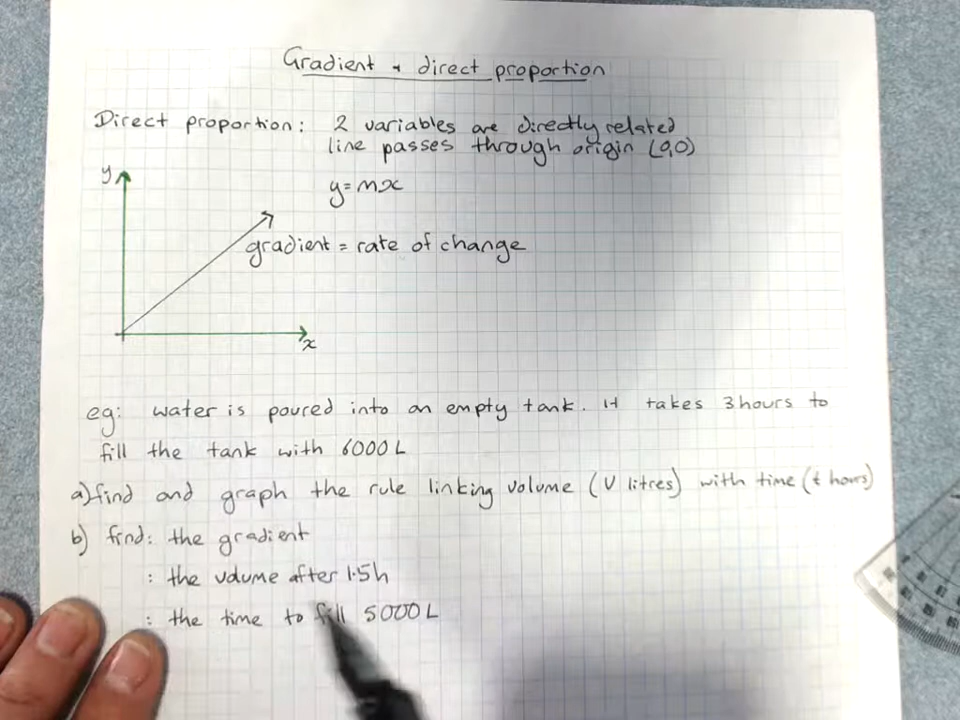 Gradient + direct proportion
Direct proportion: 2 variables are directly related
line passes through origin (0,0)
y
y=mx
gradient = rate of change
x
eg: water is poured into an empty tank. It takes 3 hours to
fill the tank with 6000 L
a) find and graph the rule linking volume (V litres) with time (t hours)
b) find: the gradient
: the volume after 1.5h
: the time to fill 5000L